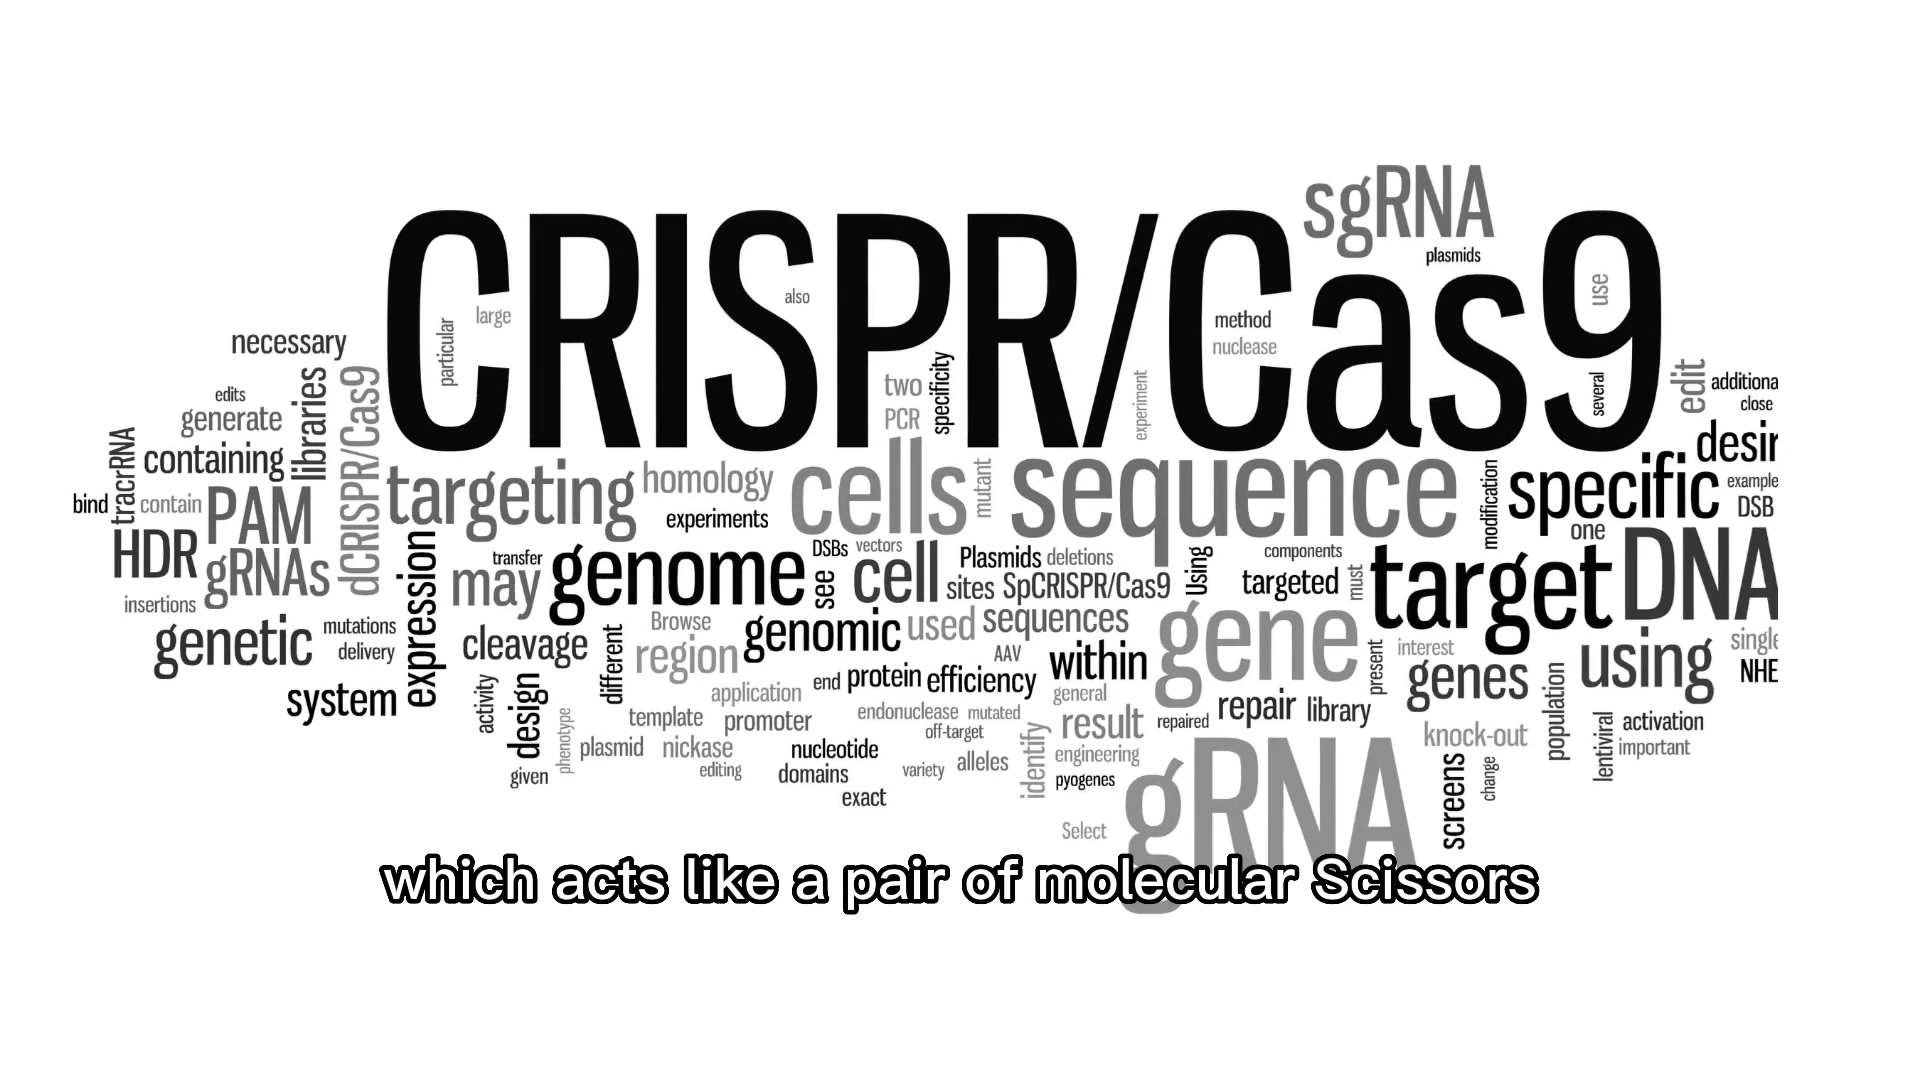 sgRNA
CRISPR/Cas9
plasmids
use
also
large
particular
method
nuclease
necessary
specificity
two
PCR
experiment
several
edit
additiona
close
edits
generate
libraries
dCRISPR/Cas9
tracrRNA
containing
desir
bind
contain
PAM
targeting
homology
experiments
cells
mutant
sequence
modification
specific
example
DSB
one
HDR
gRNAs
expression
transfer
may
genome
DSBs
vectors
see
cell
Plasmids
deletions
sites
SpCRISPR/Cas9
Using
components
targeted
must
target
DNA
insertions
genetic
mutations
delivery
cleavage
different
Browse
region
genomic
used
sequences
AAV
within
gene
present
interest
genes
using
single
NHE
system
activity
design
phenotype
application
end
protein
efficiency
general
template
promoter
endonuclease
mutated
off-target
result
repaired
repair
library
population
knock-out
lentiviral
activation
important
plasmid
nickase
nucleotide
identify
engineering
given
editing
domains
variety
alleles
pyogenes
exact
gRNA
screens
change
Select
which acts like a pair of molecular Scissors